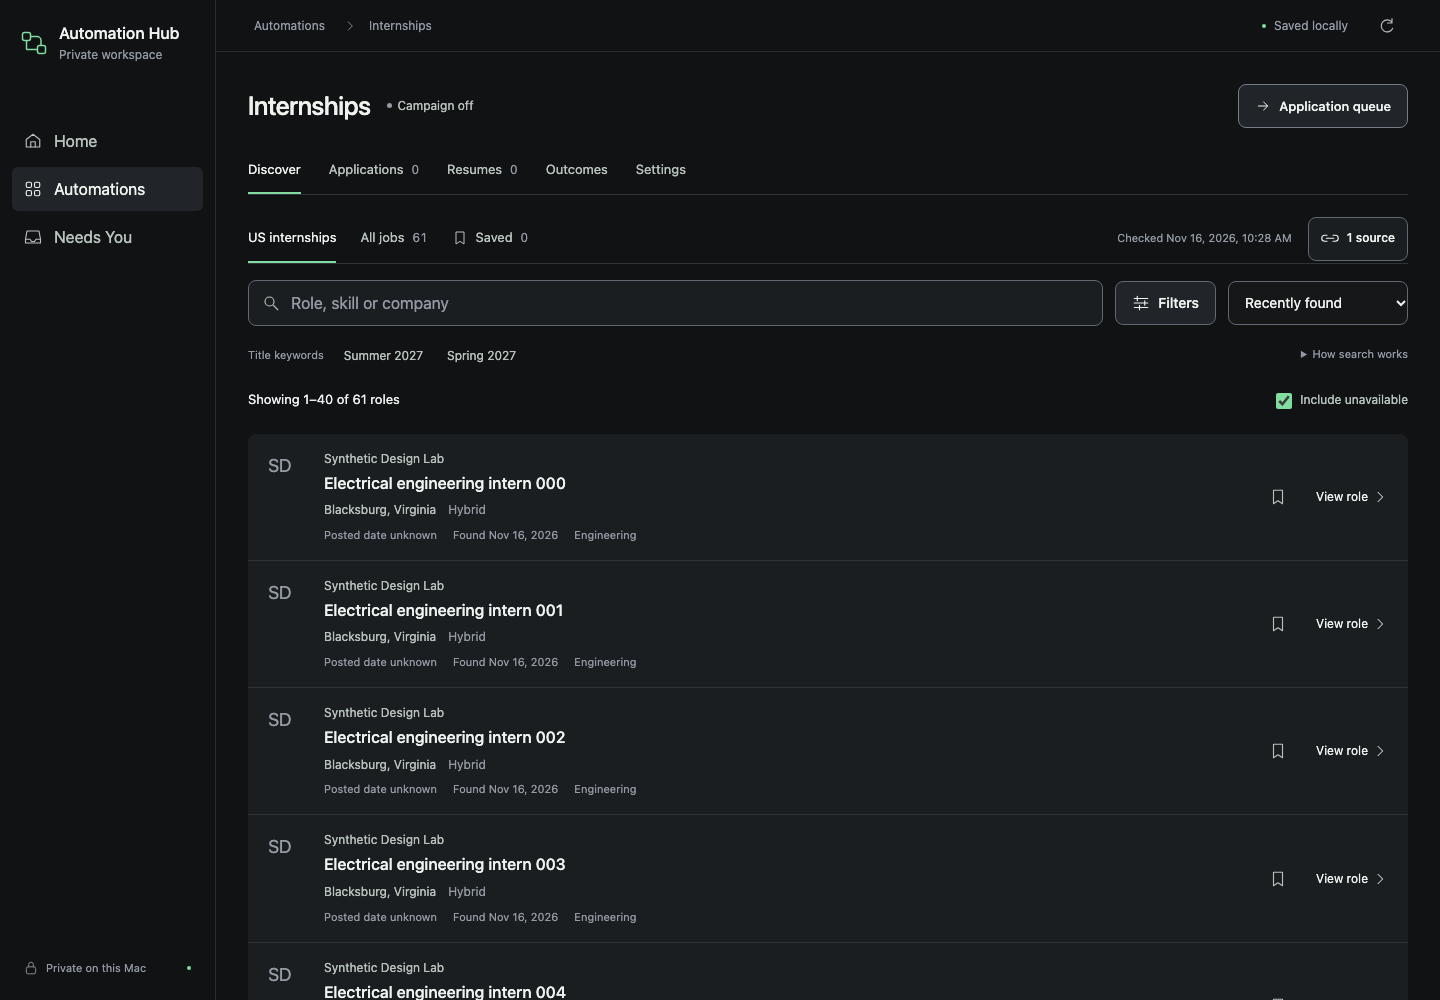 Automation Hub
Private workspace
Home
Automations
Needs You
Private on this Mac
Automations Internships
Saved locally
Internships
Campaign off
Application queue
Discover Applications 0 Resumes 0 Outcomes Settings
US internships All jobs 61 Saved 0
Checked Nov 16, 2026, 10:28 AM
1 source
Role, skill or company
Filters
Recently found
Title keywords Summer 2027 Spring 2027
How search works
Showing 1–40 of 61 roles
Include unavailable
SD
Synthetic Design Lab
Electrical engineering intern 000
Blacksburg, Virginia Hybrid
Posted date unknown Found Nov 16, 2026 Engineering
View role
SD
Synthetic Design Lab
Electrical engineering intern 001
Blacksburg, Virginia Hybrid
Posted date unknown Found Nov 16, 2026 Engineering
View role
SD
Synthetic Design Lab
Electrical engineering intern 002
Blacksburg, Virginia Hybrid
Posted date unknown Found Nov 16, 2026 Engineering
View role
SD
Synthetic Design Lab
Electrical engineering intern 003
Blacksburg, Virginia Hybrid
Posted date unknown Found Nov 16, 2026 Engineering
View role
SD
Synthetic Design Lab
Electrical engineering intern 004